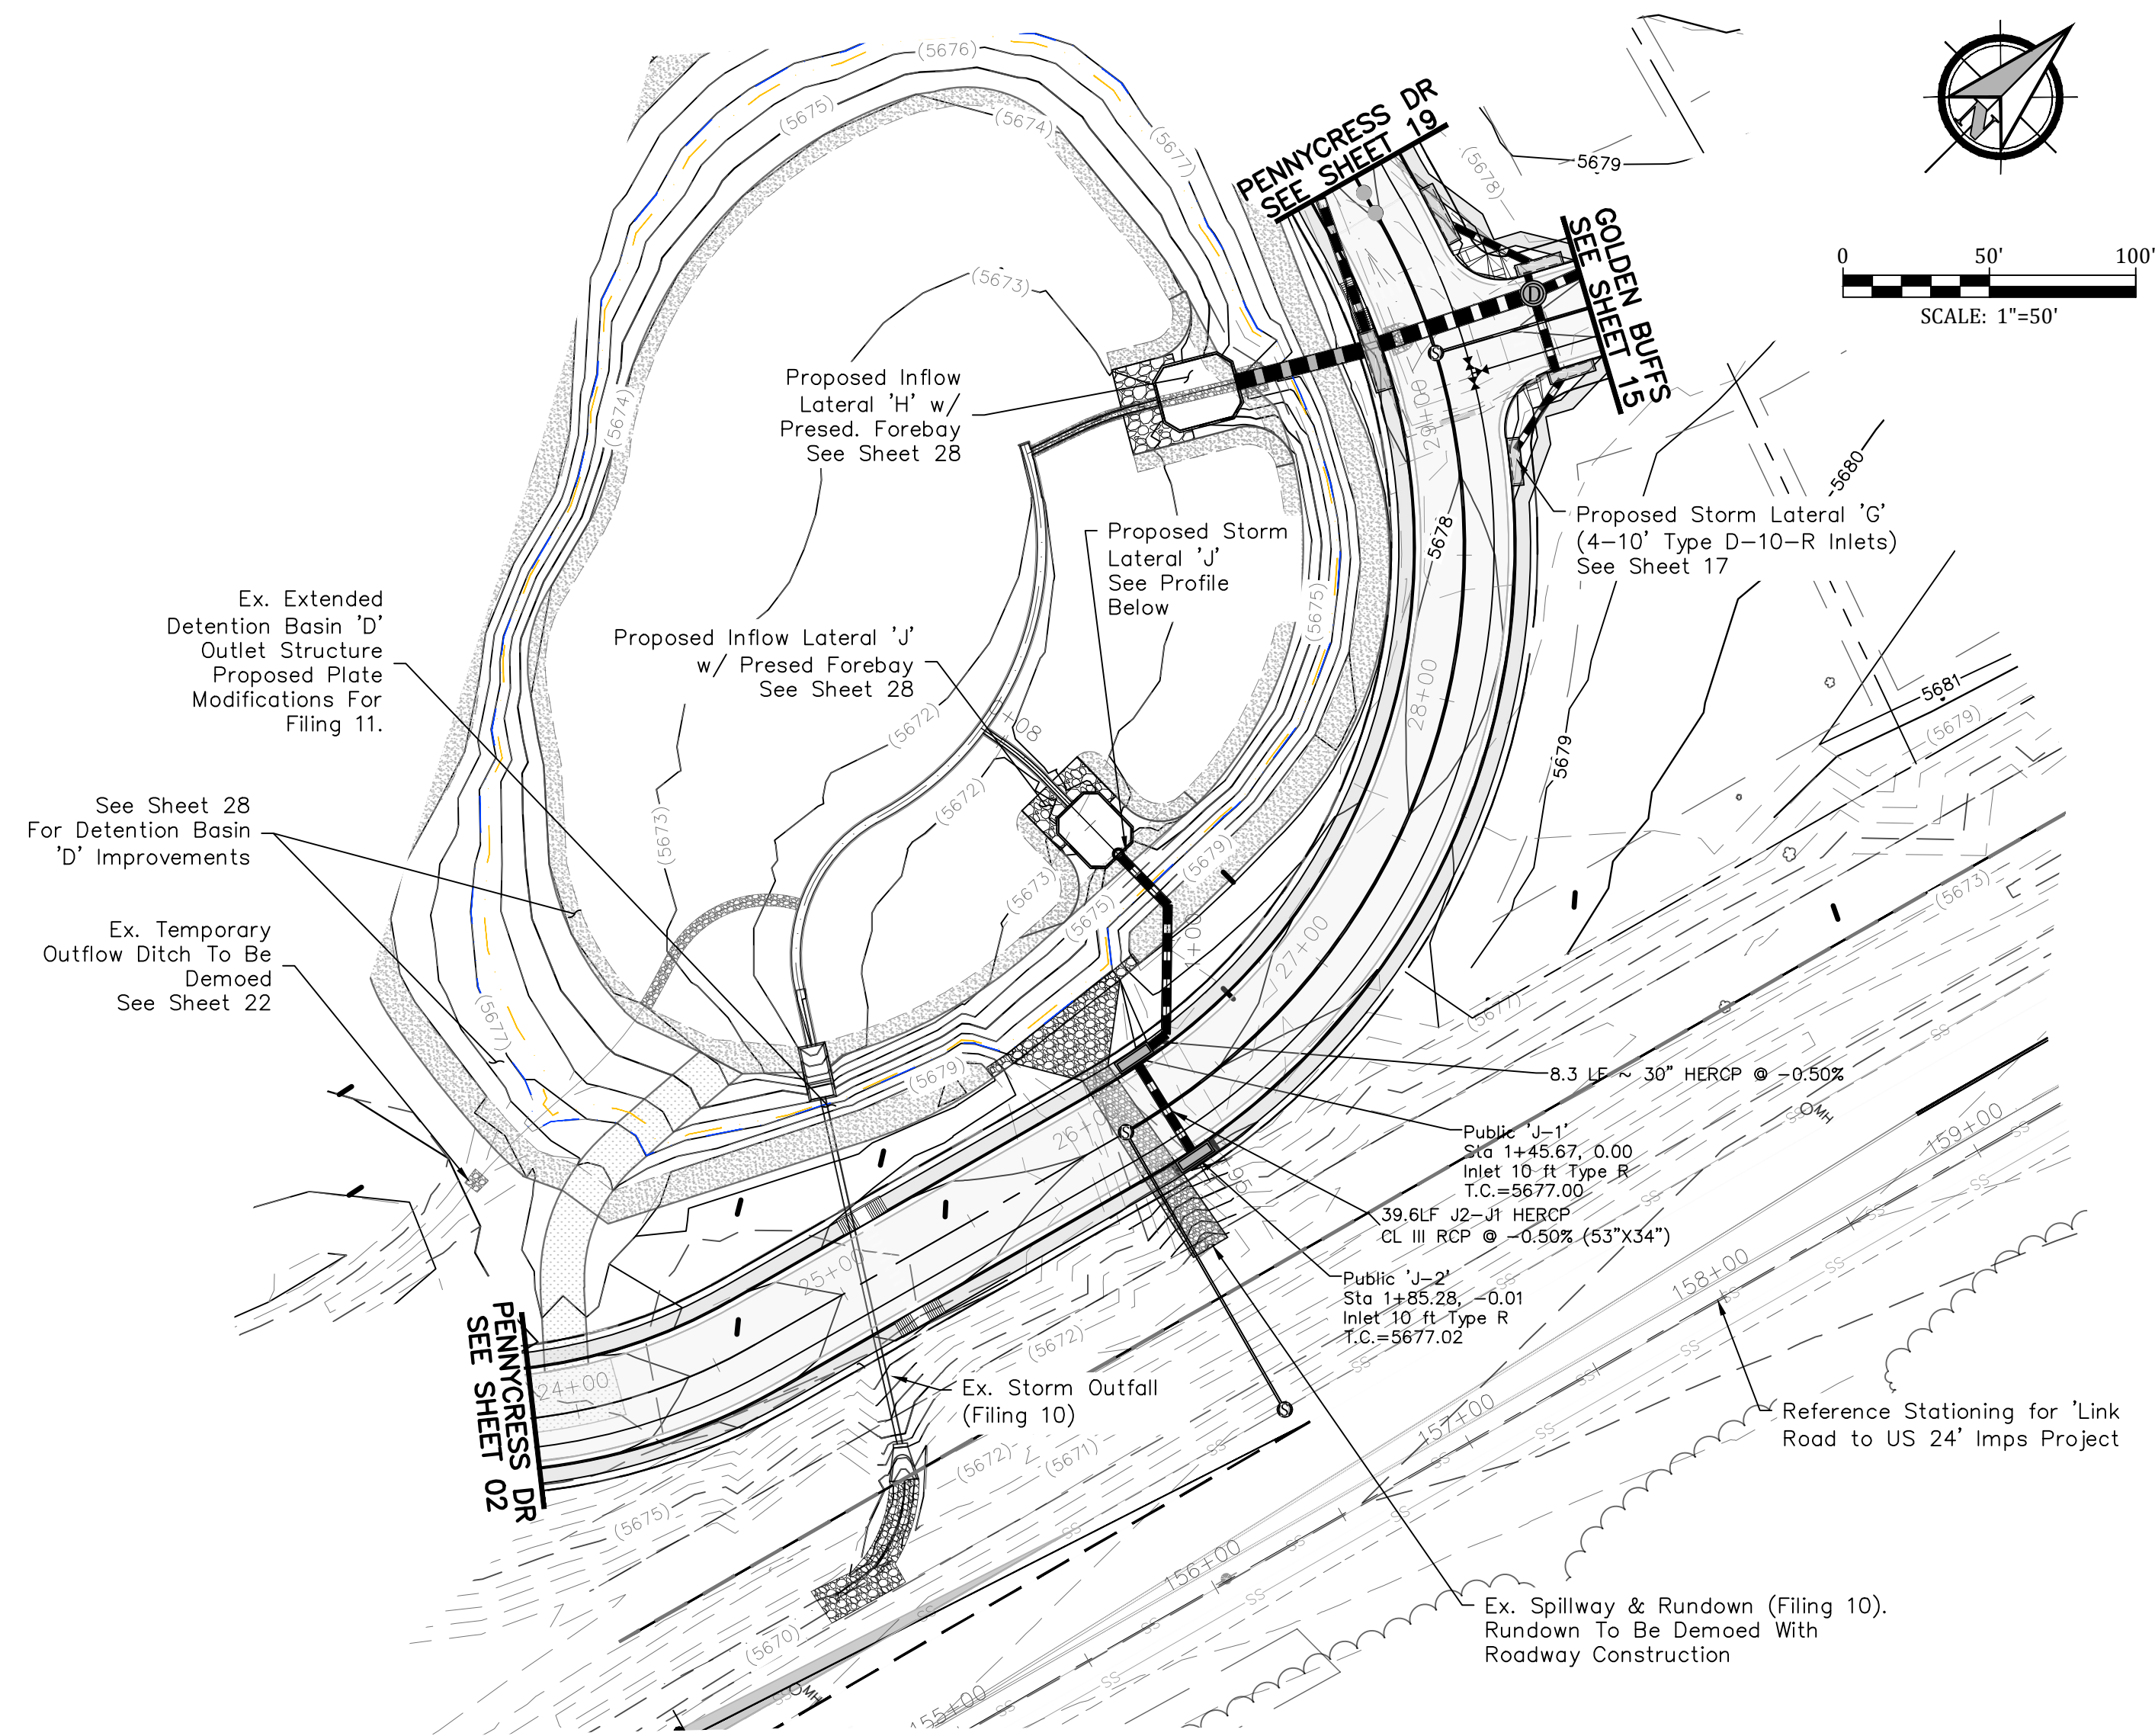 (5676)
(5675)
(5674)
(5677)
PENNYCRESS DR
SEE SHEET 19
(5678)
5679
N
GOLDEN BUFFS
SEE SHEET 15
0 50' 100'
SCALE: 1"=50'
(5673)
(5674)
Proposed Inflow
Lateral 'H' w/
Presed. Forebay
See Sheet 28
D
S
29+00
5680
5678
Proposed Storm
Lateral 'J'
See Profile
Below
Proposed Storm Lateral 'G'
(4-10' Type D-10-R Inlets)
See Sheet 17
Ex. Extended
Detention Basin 'D'
Outlet Structure
Proposed Plate
Modifications For
Filing 11.
Proposed Inflow Lateral 'J'
w/ Presed Forebay
See Sheet 28
(5675)
28+00
5681
(5679)
5679
(5672)
0+08
(5672)
(5673)
See Sheet 28
For Detention Basin
'D' Improvements
(5679)
(5673)
(5675)
(5673)
1+00
27+00
Ex. Temporary
Outflow Ditch To Be
Demoed
See Sheet 22
(5677)
(5677)
(5679)
SS
8.3 LF ~ 30" HERCP @ -0.50%
MH
26+00
S
Public 'J-1'
Sta 1+45.67, 0.00
Inlet 10 ft Type R
T.C.=5677.00
159+00
39.6LF J2-J1 HERCP
CL III RCP @ -0.50% (53"X34")
Public 'J-2'
Sta 1+85.28, -0.01
Inlet 10 ft Type R
T.C.=5677.02
158+00
25+00
PENNYCRESS DR
SEE SHEET 02
24+00
(5672)
Ex. Storm Outfall
(Filing 10)
S
157+00
Reference Stationing for 'Link
Road to US 24' Imps Project
(5672)
(5671)
(5675)
156+00
Ex. Spillway & Rundown (Filing 10).
Rundown To Be Demoed With
Roadway Construction
(5670)
MH
155+00